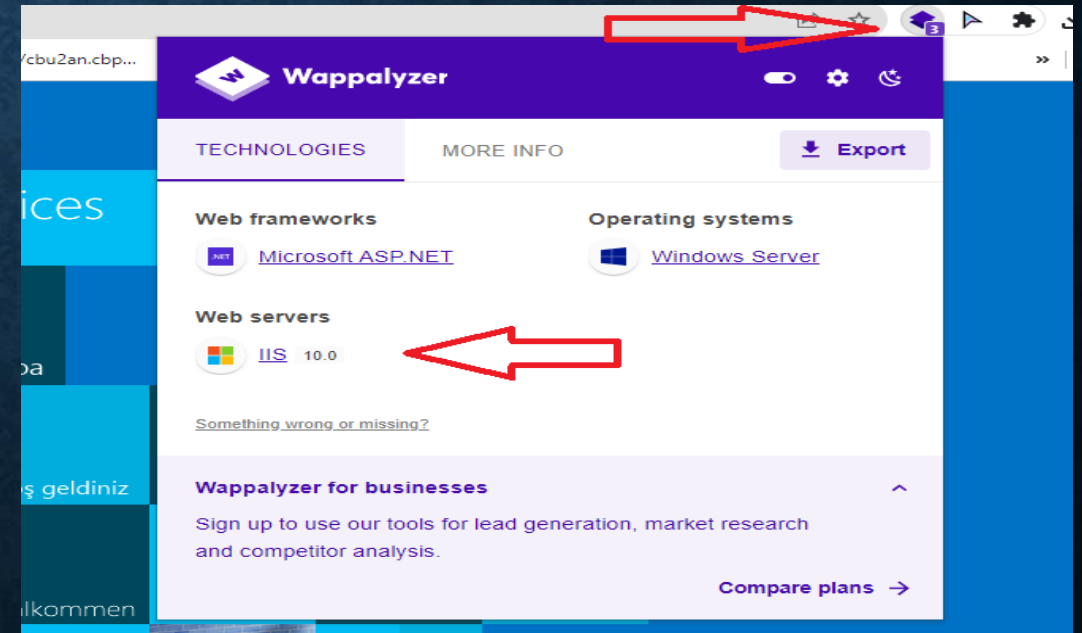 3
/cbu2an.cbp...
»
W
Wappalyzer
TECHNOLOGIES
MORE INFO
Export
ices
Web frameworks
Operating systems
.NET
Microsoft ASP.NET
Windows Server
Web servers
IIS 10.0
oa
Something wrong or missing?
ş geldiniz
Wappalyzer for businesses
Sign up to use our tools for lead generation, market research
and competitor analysis.
Compare plans
lkommen